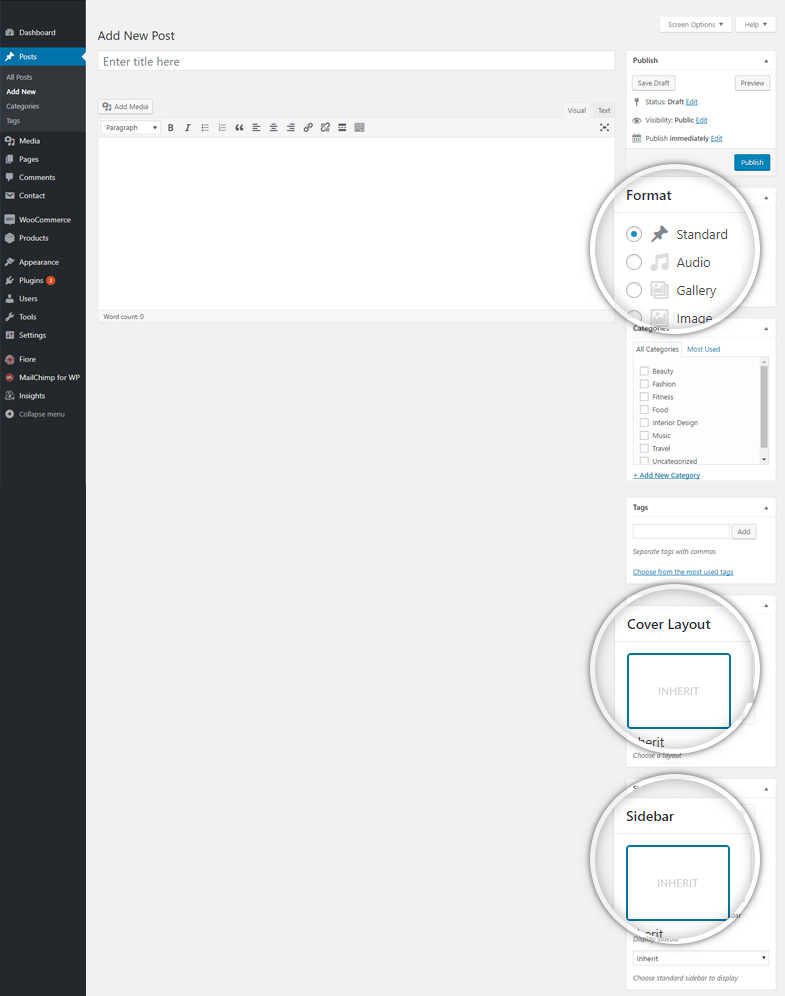 Dashboard
Posts
All Posts
Add New
Categories
Tags
Media
Pages
Comments
Contact
WooCommerce
Products
Appearance
Plugins 2
Users
Tools
Settings
Fiore
MailChimp for WP
Insights
Collapse menu
Screen Options
Help
Add New Post
Enter title here
Add Media
Visual
Text
Paragraph
B I
Word count: 0
Publish
Save Draft
Preview
Status: Draft Edit
Visibility: Public Edit
Publish immediately Edit
Publish
Format
Standard
Audio
Gallery
Image
Categories
All Categories
Most Used
Beauty
Fashion
Fitness
Food
Interior Design
Music
Travel
Uncategorized
+ Add New Category
Tags
Add
Separate tags with commas
Choose from the most used tags
Cover Layout
INHERIT
Choose a layout
Sidebar
INHERIT
Display Sidebar
Inherit
Choose standard sidebar to display